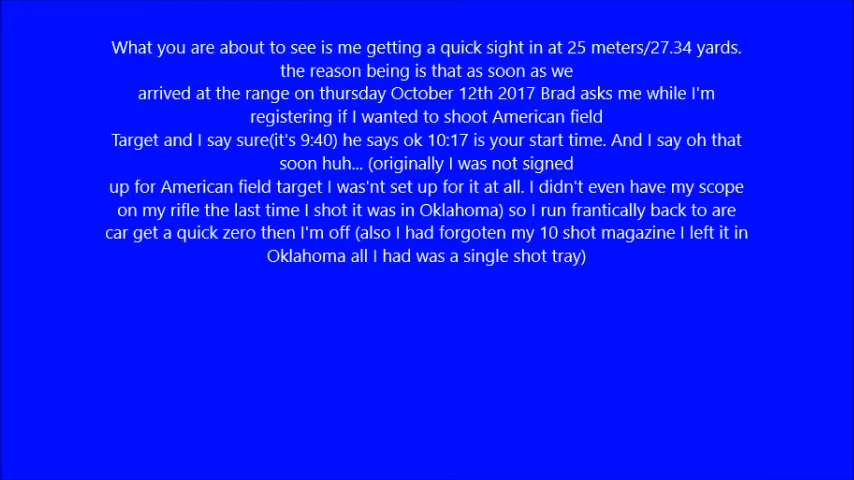 What you are about to see is me getting a quick sight in at 25 meters/27.34 yards.
the reason being is that as soon as we
arrived at the range on thursday October 12th 2017 Brad asks me while I'm
registering if I wanted to shoot American field
Target and I say sure(it's 9:40) he says ok 10:17 is your start time. And I say oh that
soon huh... (originally I was not signed
up for American field target I was'nt set up for it at all. I didn't even have my scope
on my rifle the last time I shot it was in Oklahoma) so I run frantically back to are
car get a quick zero then I'm off (also I had forgoten my 10 shot magazine I left it in
Oklahoma all I had was a single shot tray)